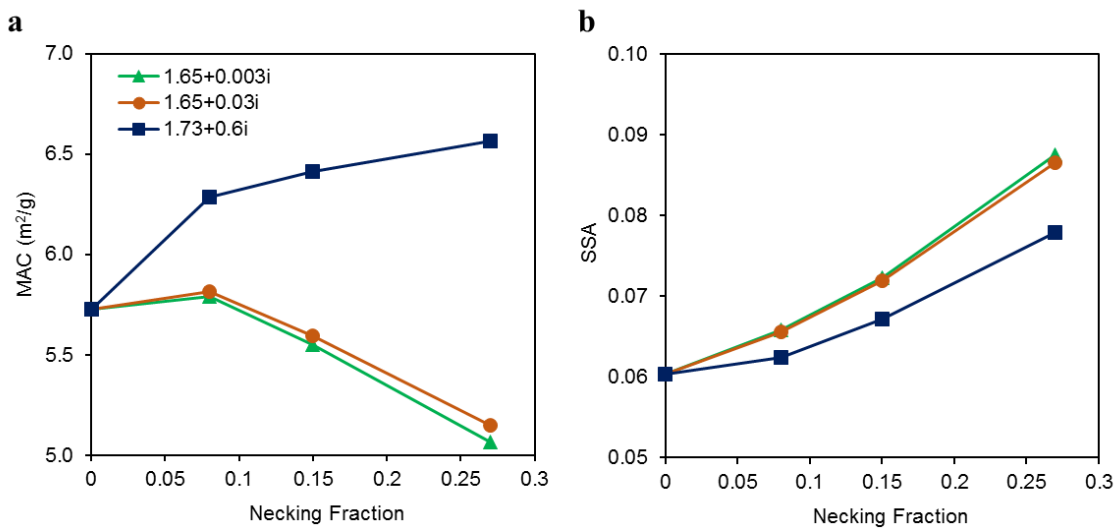 a
7.0
6.5
6.0
5.5
5.0
MAC (m²/g)
1.65+0.003i
1.65+0.03i
1.73+0.6i
0 0.05 0.1 0.15 0.2 0.25 0.3
Necking Fraction
b
0.10
0.09
0.08
0.07
0.06
0.05
SSA
0 0.05 0.1 0.15 0.2 0.25 0.3
Necking Fraction